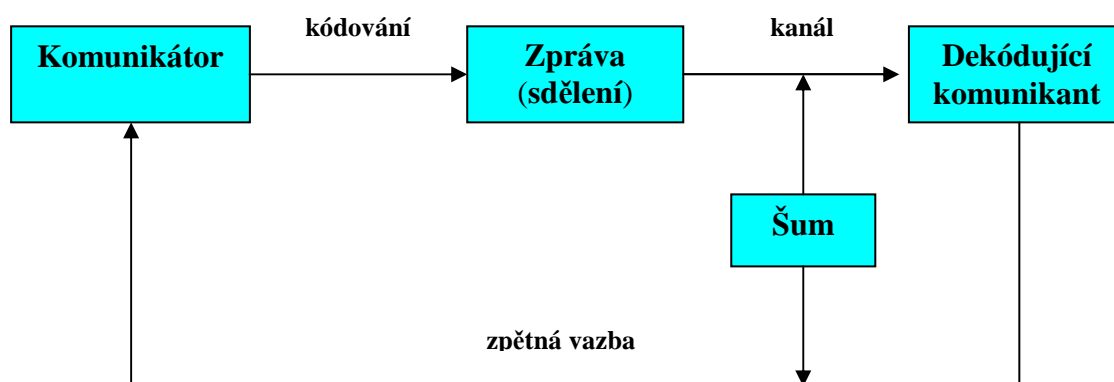 kódování
kanál
Komunikátor
Zpráva
(sdělení)
Dekódující
komunikant
Šum
zpětná vazba